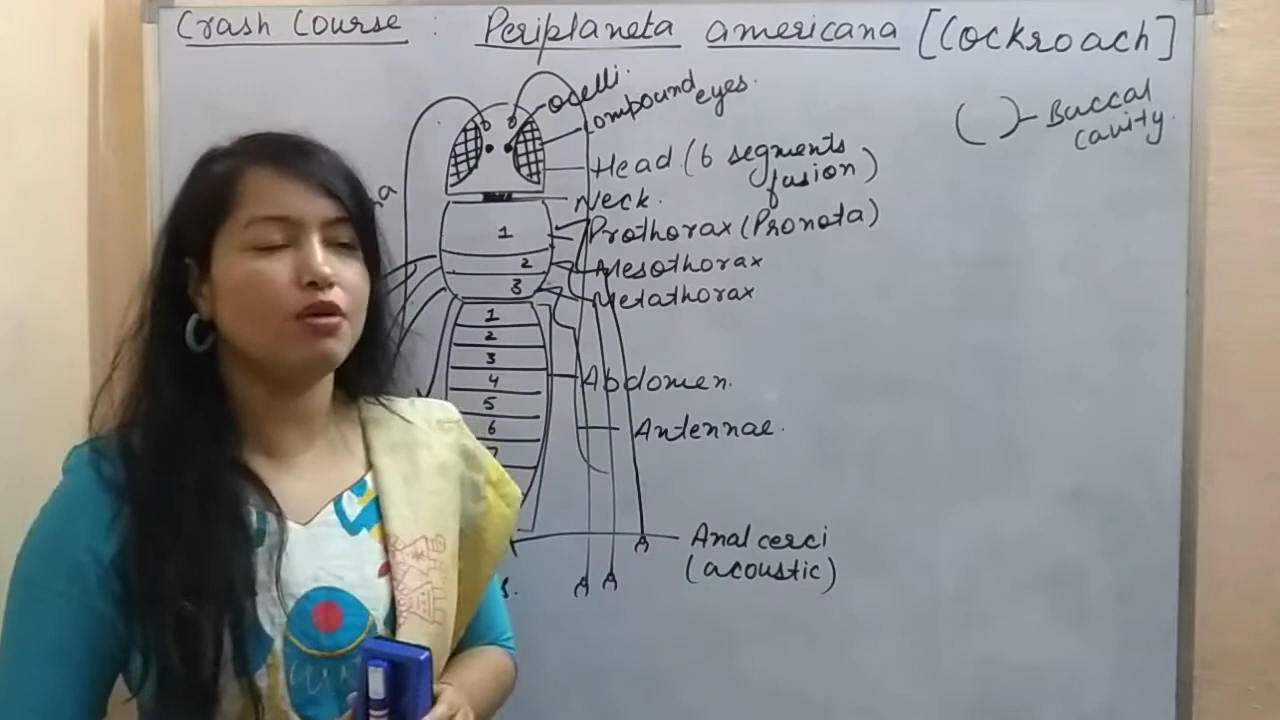 Crash Course : Periplaneta americana [Cockroach]
Ocelli.
Compound eyes.
( ) - Buccal
cavity.
Head (6 segments
fusion)
Neck.
Prothorax (Pronota)
1
2
Mesothorax
3
Metathorax
1
2
3
4
Abdomen.
5
6
Antennae.
7
Anal cerci
(acoustic)